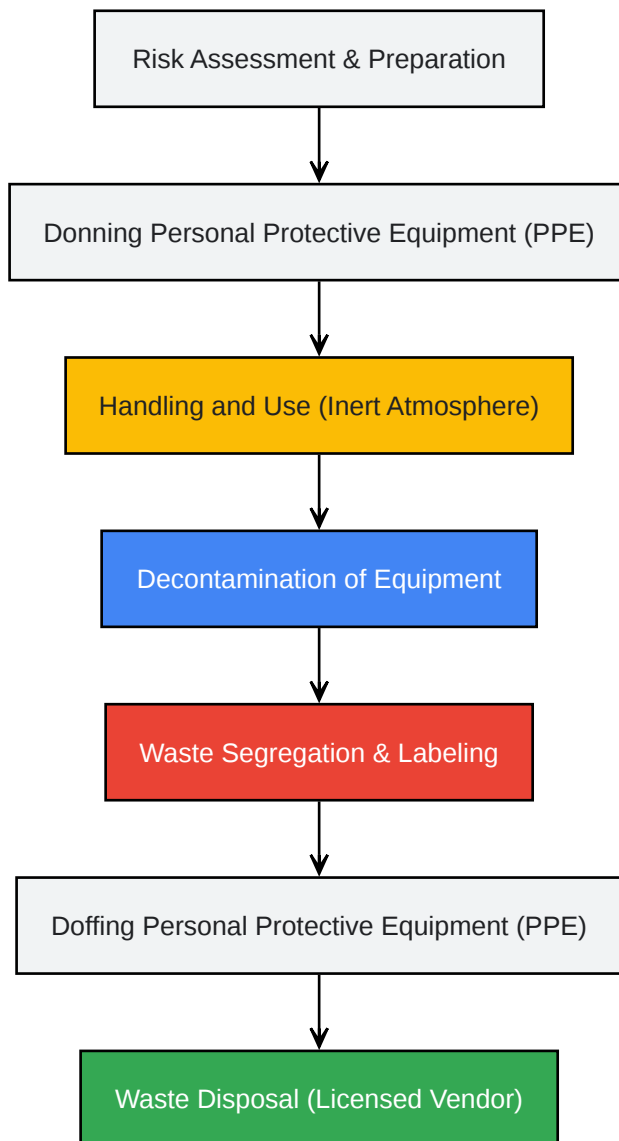 Risk Assessment & Preparation
Donning Personal Protective Equipment (PPE)
Handling and Use (Inert Atmosphere)
Decontamination of Equipment
Waste Segregation & Labeling
Doffing Personal Protective Equipment (PPE)
Waste Disposal (Licensed Vendor)